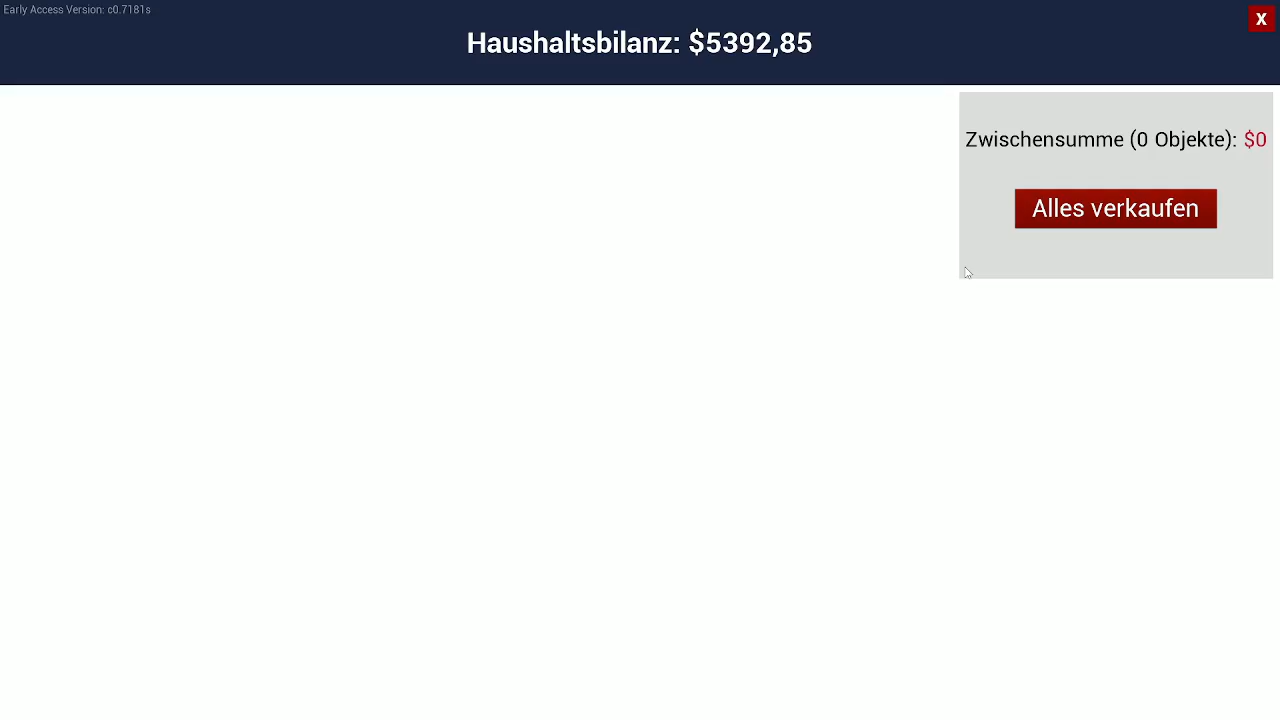 Early Access Version: c0.7181s
X
Haushaltsbilanz: $5392,85
Zwischensumme (0 Objekte): $0
Alles verkaufen